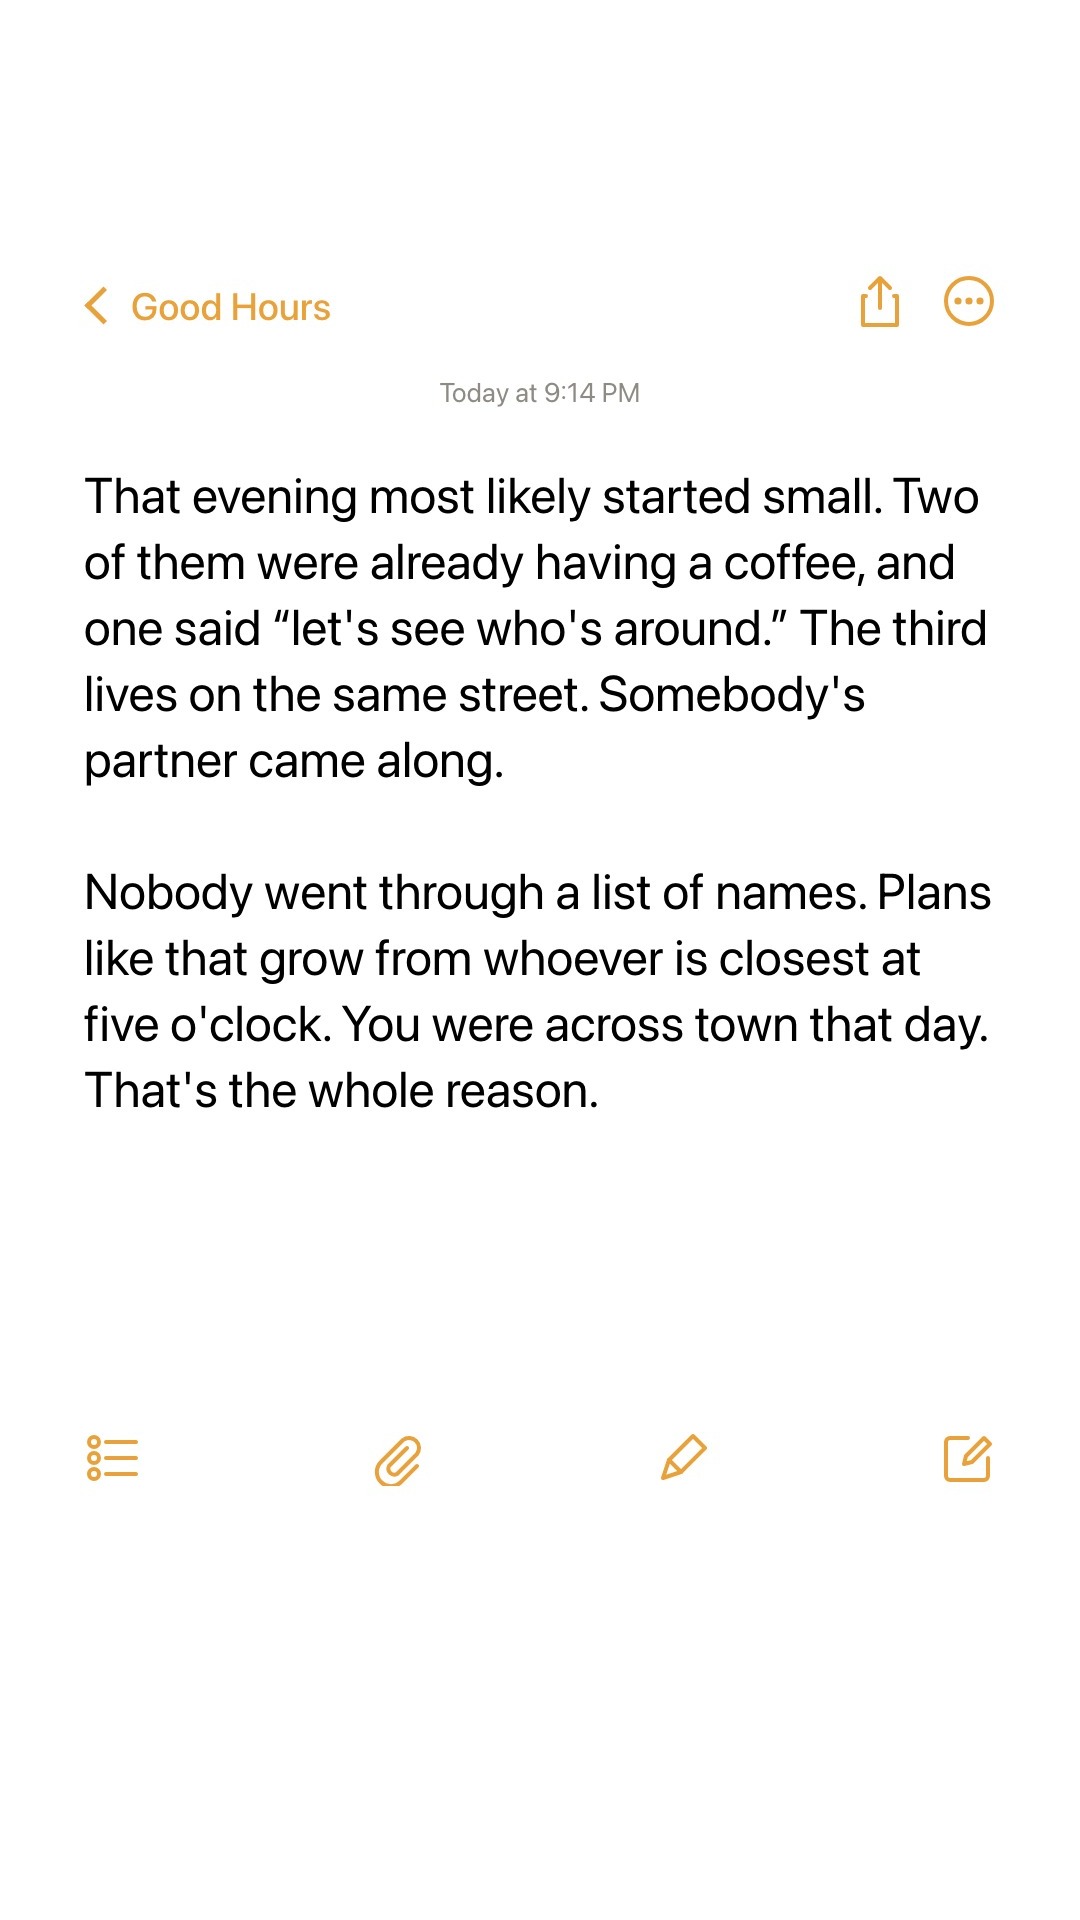 Good Hours
Today at 9:14 PM
That evening most likely started small. Two
of them were already having a coffee, and
one said “let's see who's around.” The third
lives on the same street. Somebody's
partner came along.
Nobody went through a list of names. Plans
like that grow from whoever is closest at
five o'clock. You were across town that day.
That's the whole reason.